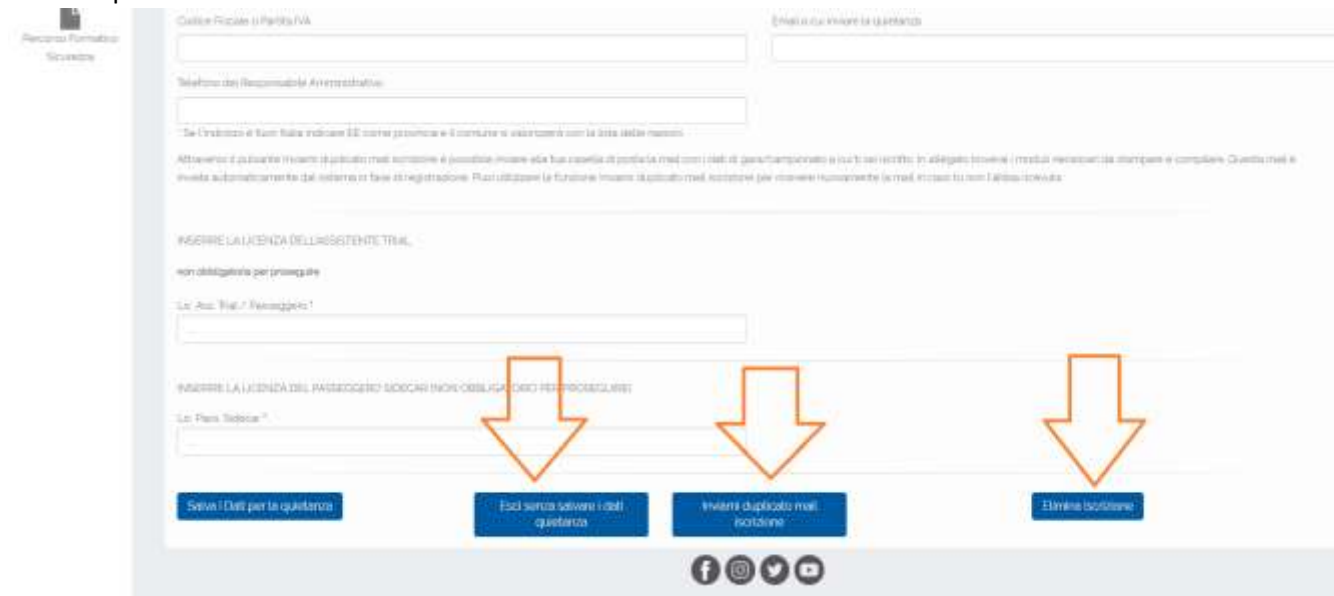 Percorso Formativo
Sicurezza
Codice Fiscale o Partita IVA
Email a cui inviare la quietanza
Telefono del Responsabile Amministrativo
* Se l'indirizzo è fuori Italia indicare EE come provincia e il comune si valorizzerà con la lista delle nazioni
Attraverso il pulsante Inviami duplicato mail iscrizione è possibile inviare alla tua casella di posta la mail con i dati di gara/campionato a cui ti sei iscritto. In allegato troverai i moduli necessari da stampare e compilare. Questa mail è
inviata automaticamente dal sistema in fase di registrazione. Puoi utilizzare la funzione Inviami duplicato mail iscrizione per ricevere nuovamente la mail in caso tu non l'abbia ricevuta
INSERIRE LA LICENZA DELL'ASSISTENTE TRIAL
non obbligatoria per proseguire
Lic. Ass. Trial / Passeggero *
INSERIRE LA LICENZA DEL PASSEGGERO SIDECAR (NON OBBLIGATORIO PER PROSEGUIRE)
Lic. Pass. Sidecar *
Salva i Dati per la quietanza
Esci senza salvare i dati
quietanza
Inviami duplicato mail
iscrizione
Elimina Iscrizione